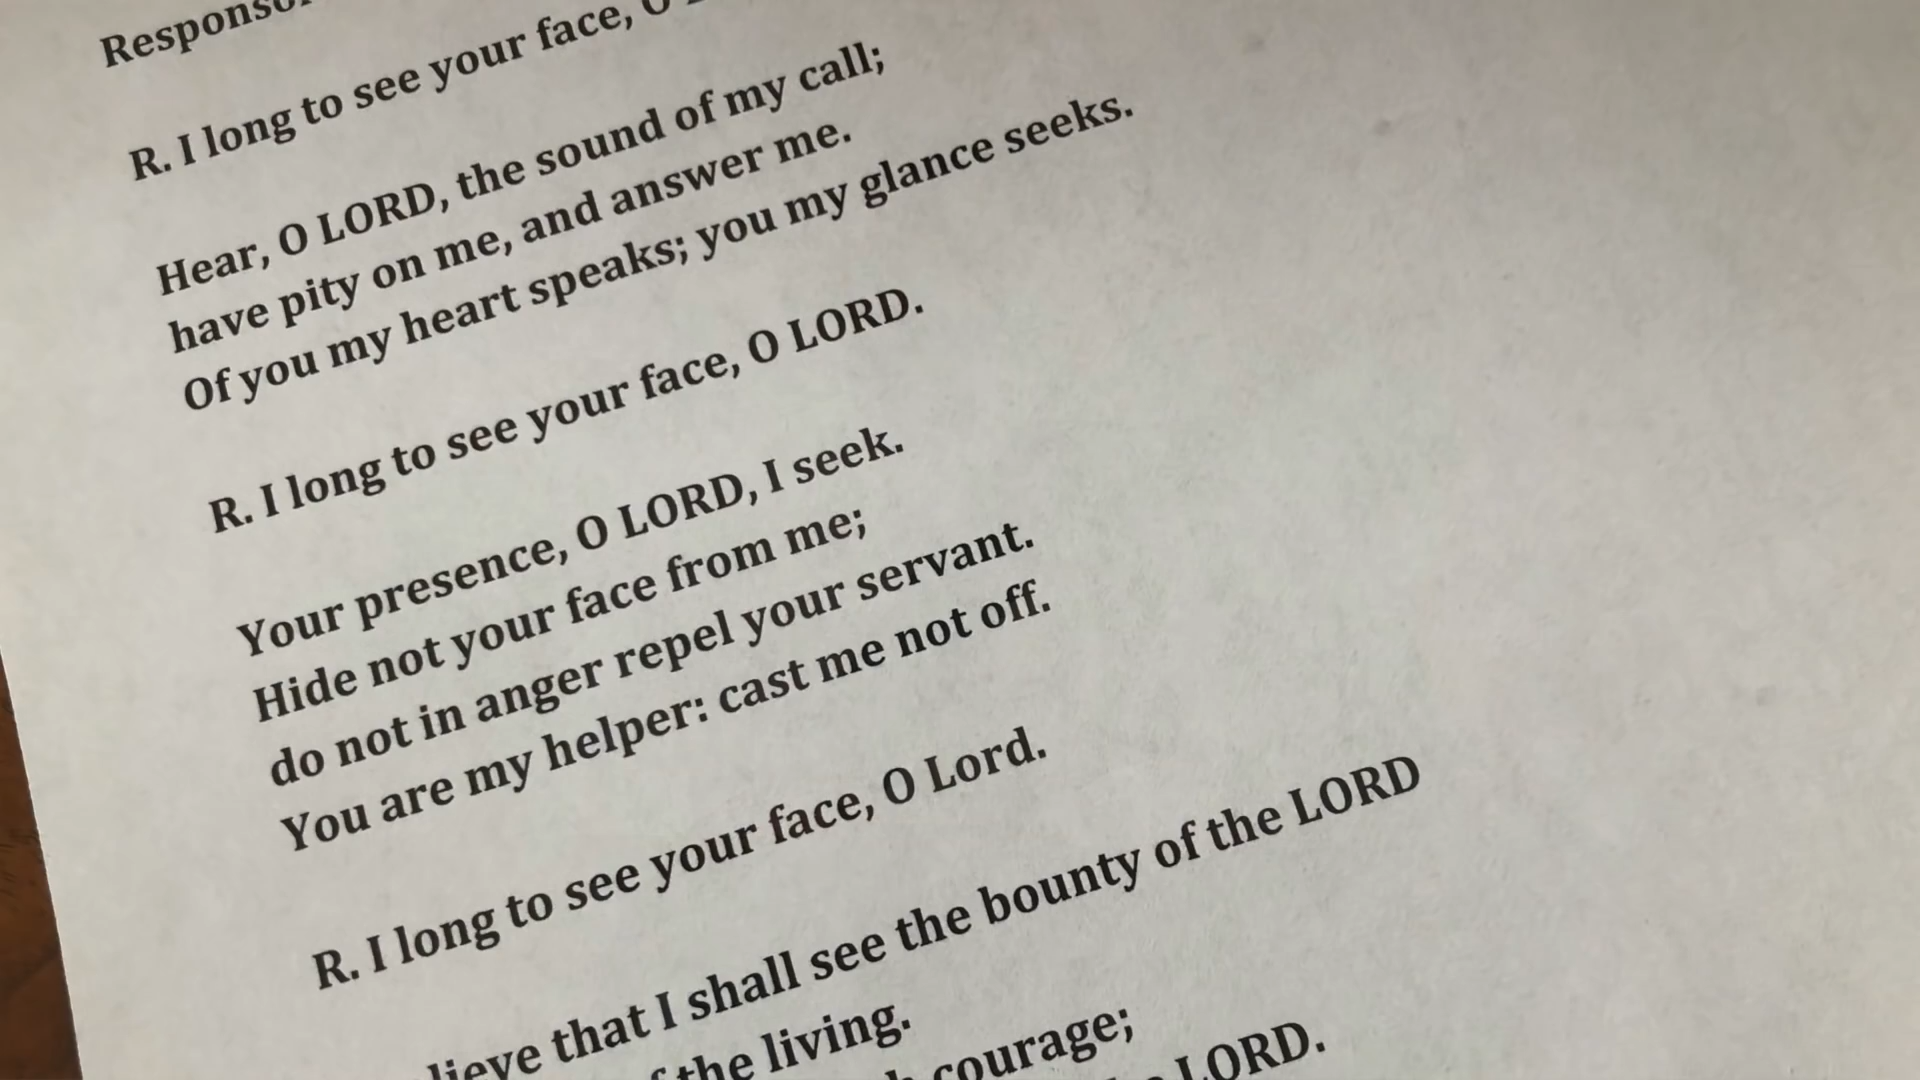 R. I long to see your face, O
Hear, O LORD, the sound of my call;
have pity on me, and answer me.
Of you my heart speaks; you my glance seeks.
R. I long to see your face, O LORD.
Your presence, O LORD, I seek.
Hide not your face from me;
do not in anger repel your servant.
You are my helper: cast me not off.
R. I long to see your face, O Lord.
that I shall see the bounty of the LORD
the living.
courage;
LORD.